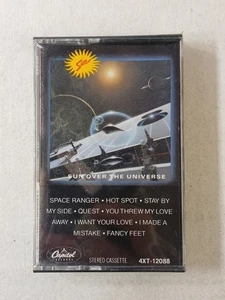 Sun
SUN OVER THE UNIVERSE
SPACE RANGER • HOT SPOT • STAY BY
MY SIDE • QUEST • YOU THREW MY LOVE
AWAY • I WANT YOUR LOVE • I MADE A
MISTAKE • FANCY FEET
Capitol
STEREO CASSETTE
4XT-12088